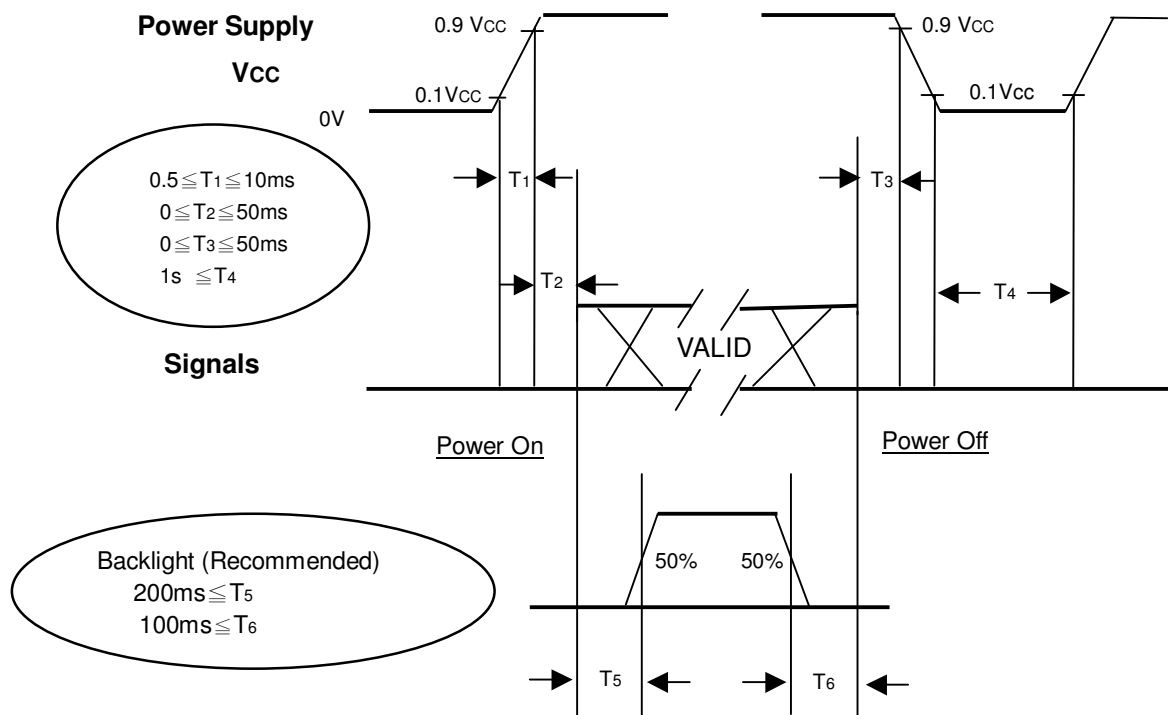 Power Supply
Vcc
0.9 Vcc
0.1Vcc
0V
0.9 Vcc
0.1Vcc
0.5≦T1≦10ms
0≦T2≦50ms
0≦T3≦50ms
1s ≦T4
T1
T2
T3
T4
Signals
VALID
Power On
Power Off
Backlight (Recommended)
200ms≦T5
100ms≦T6
50%
50%
T5
T6